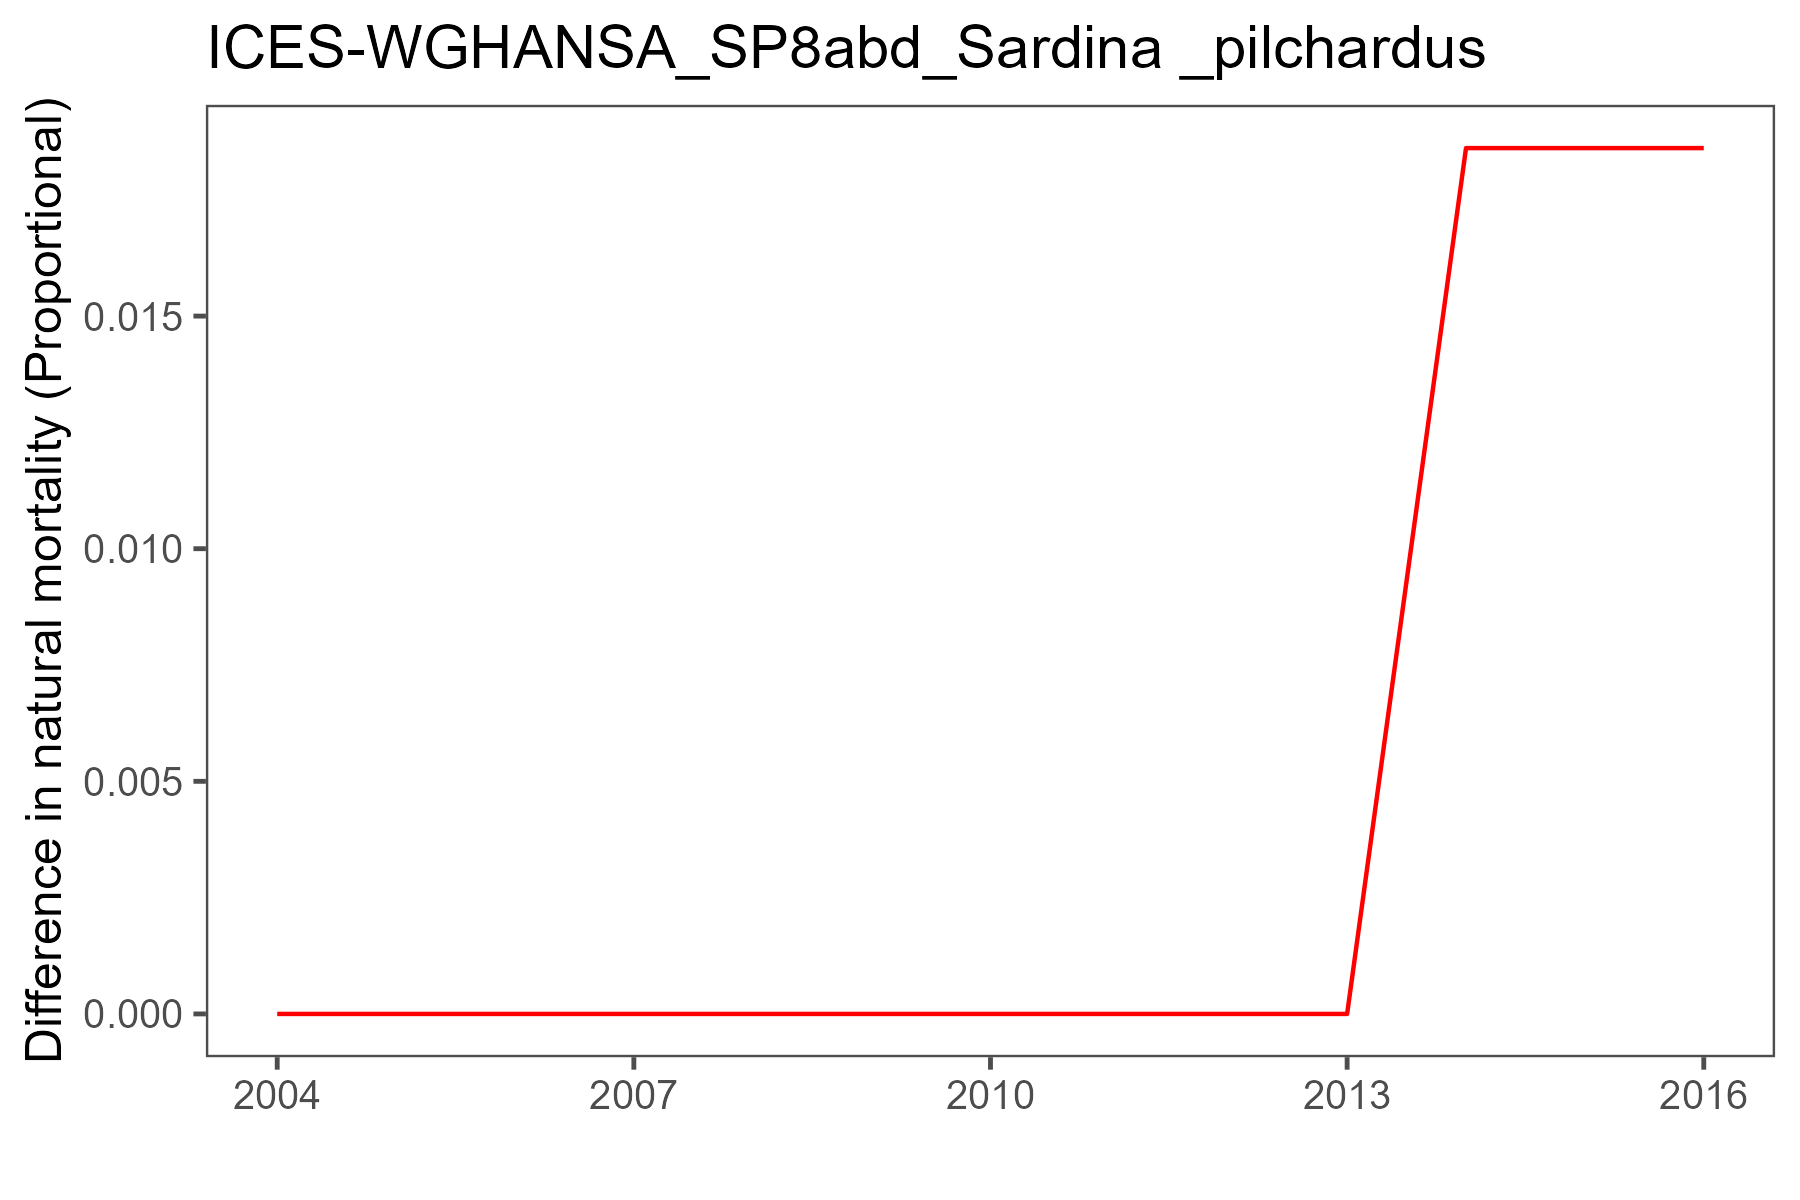 ICES-WGHANSA_SP8abd_Sardina _pilchardus
Difference in natural mortality (Proportional)
0.015
0.010
0.005
0.000
2004 2007 2010 2013 2016